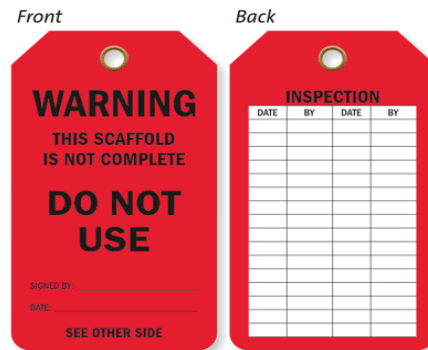 Front
WARNING
THIS SCAFFOLD
IS NOT COMPLETE
DO NOT
USE
SIGNED BY:
DATE:
SEE OTHER SIDE
Back
INSPECTION
DATE BY DATE BY